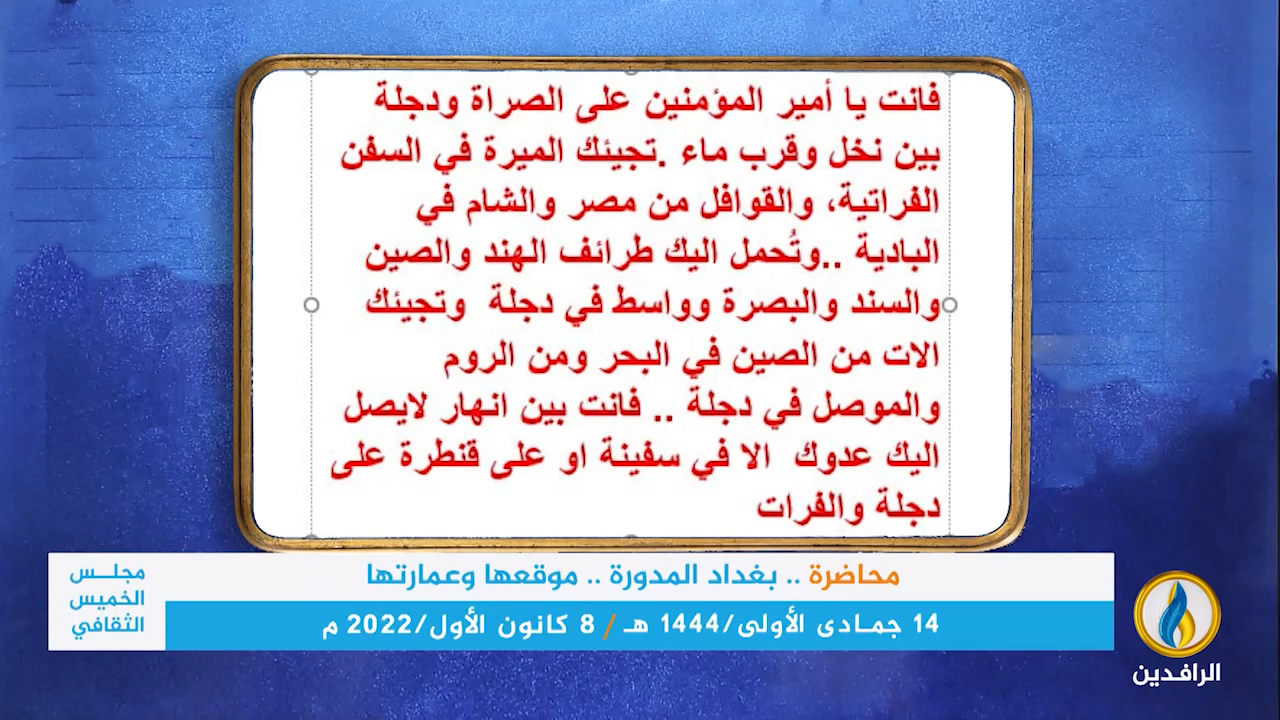 فانت يا أمير المؤمنين على الصراة ودجلة
بين نخل وقرب ماء .تجيئك الميرة في السفن
الفراتية، والقوافل من مصر والشام في
البادية ..وتُحمل اليك طرائف الهند والصين
والسند والبصرة وواسط في دجلة وتجيئك
الات من الصين في البحر ومن الروم
والموصل في دجلة .. فانت بين انهار لايصل
اليك عدوك الا في سفينة او على قنطرة على
دجلة والفرات
محاضرة .. بغداد المدورة .. موقعها وعمارتها
14 جمـادى الأولى/1444 هـ / 8 كانون الأول/2022 م
مجلـــس
الخميس
الثقافي
الرافـدين